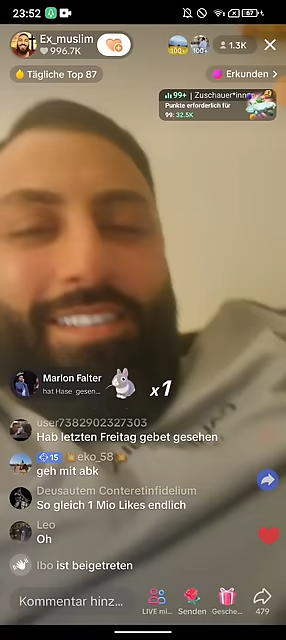 23:52
Ex_muslim
996.7K
100+
100+
1.3K
Tägliche Top 87
Erkunden
99+ | Zuschauer*innen
Punkte erforderlich für
99: 32.5K
Marlon Falter
hat Hase gesen...
x1
user7382902327303
Hab letzten Freitag gebet gesehen
15 eko_58
geh mit abk
Deusautem Conteretinfidelium
So gleich 1 Mio Likes endlich
Leo
Oh
Ibo ist beigetreten
Kommentar hinz...
LIVE mi...
Senden
Gesche...
479